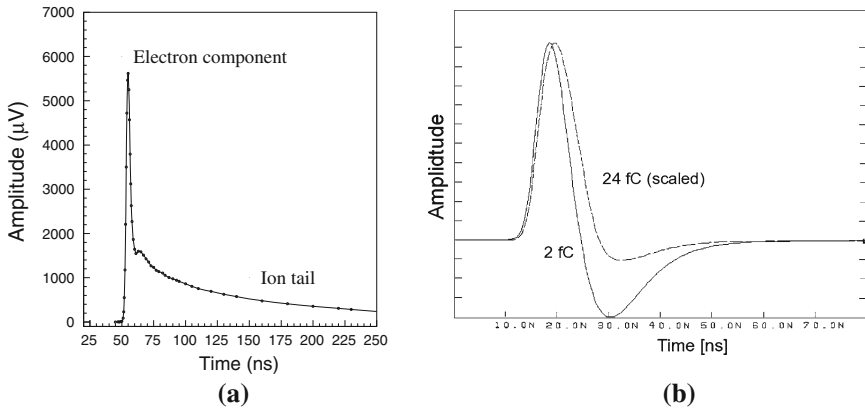 (a)
Electron component
Ion tail
Amplitude (μV)
7000
6000
5000
4000
3000
2000
1000
0
25 50 75 100 125 150 175 200 225 250
Time (ns)
(a)
(b)
24 fC (scaled)
2 fC
Amplidtude
10.0N 20.0N 30.0N 40.0N 50.0N 60.0N 70.0N
Time [ns]
(b)